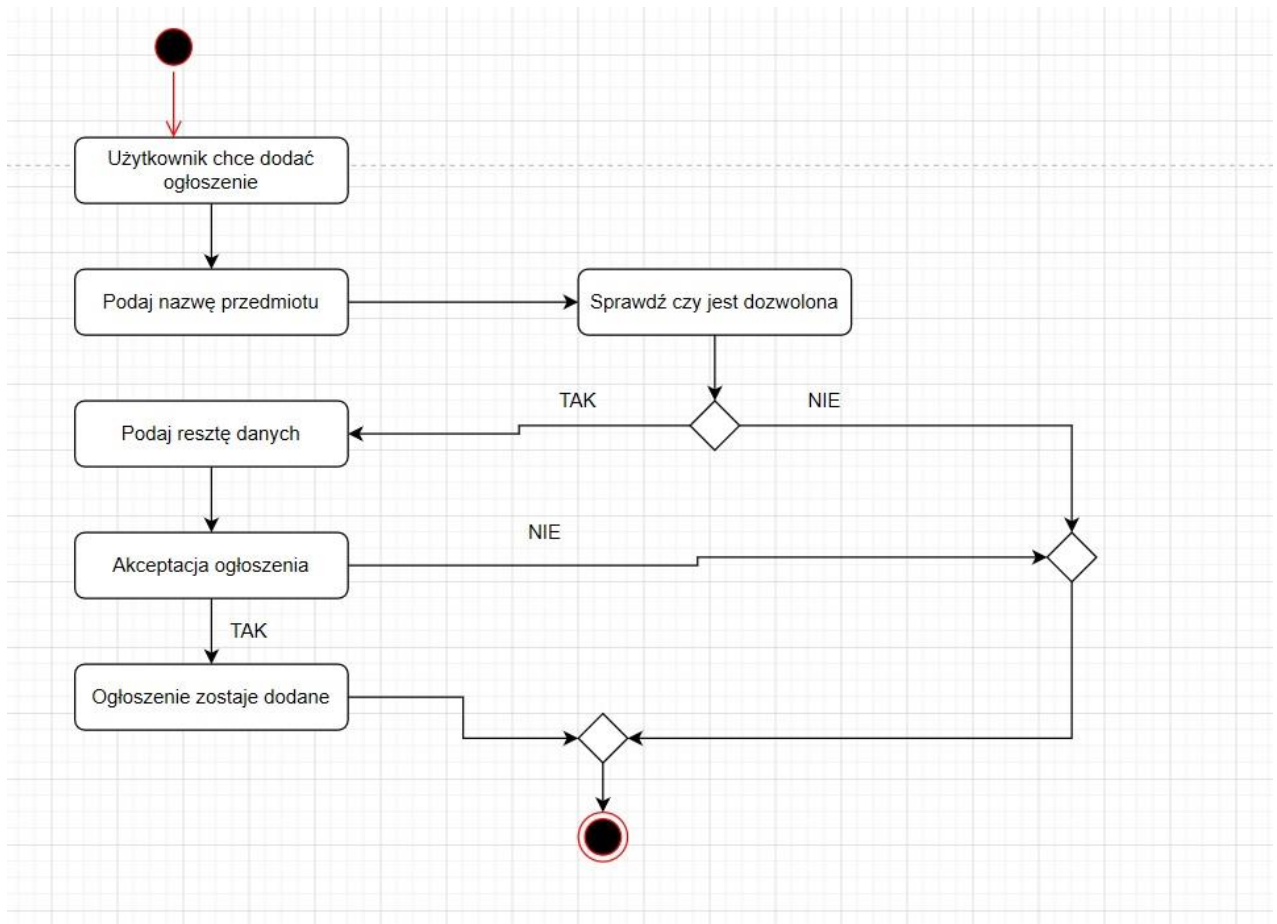 Użytkownik chce dodać
ogłoszenie
Podaj nazwę przedmiotu
Sprawdź czy jest dozwolona
TAK
NIE
Podaj resztę danych
NIE
Akceptacja ogłoszenia
TAK
Ogłoszenie zostaje dodane